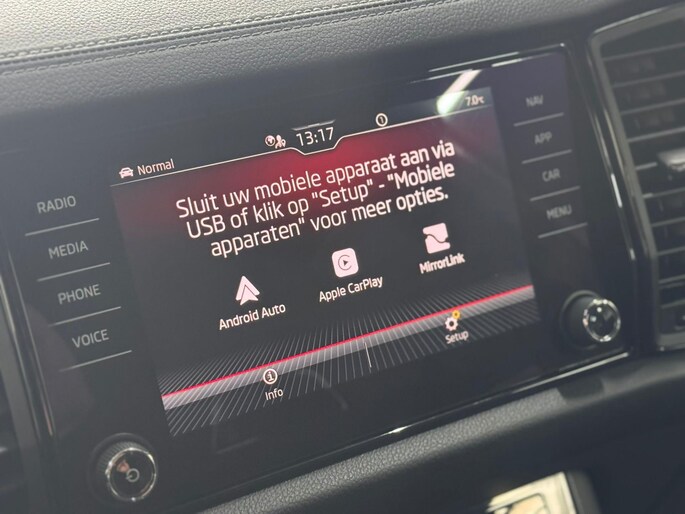 13:17
7.0°C
Normal
Sluit uw mobiele apparaat aan via
USB of klik op "Setup" - "Mobiele
apparaten" voor meer opties.
Android Auto
Apple CarPlay
MirrorLink
Info
Setup
RADIO
MEDIA
PHONE
VOICE
NAV
APP
CAR
MENU